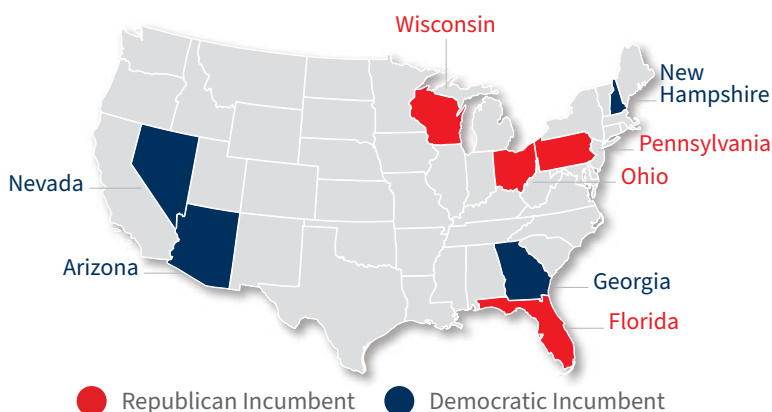 Wisconsin
New
Hampshire
Pennsylvania
Ohio
Nevada
Arizona
Georgia
Florida
Republican Incumbent
Democratic Incumbent